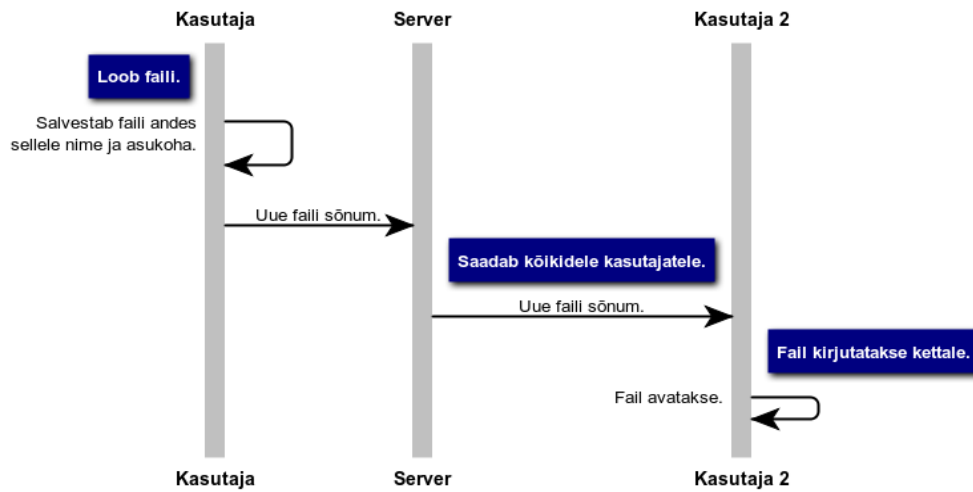 Kasutaja
Server
Kasutaja 2
Loob faili.
Salvestab faili andes
sellele nime ja asukoha.
Uue faili sõnum.
Saadab kõikidele kasutajatele.
Uue faili sõnum.
Fail kirjutatakse kettale.
Fail avatakse.
Kasutaja
Server
Kasutaja 2